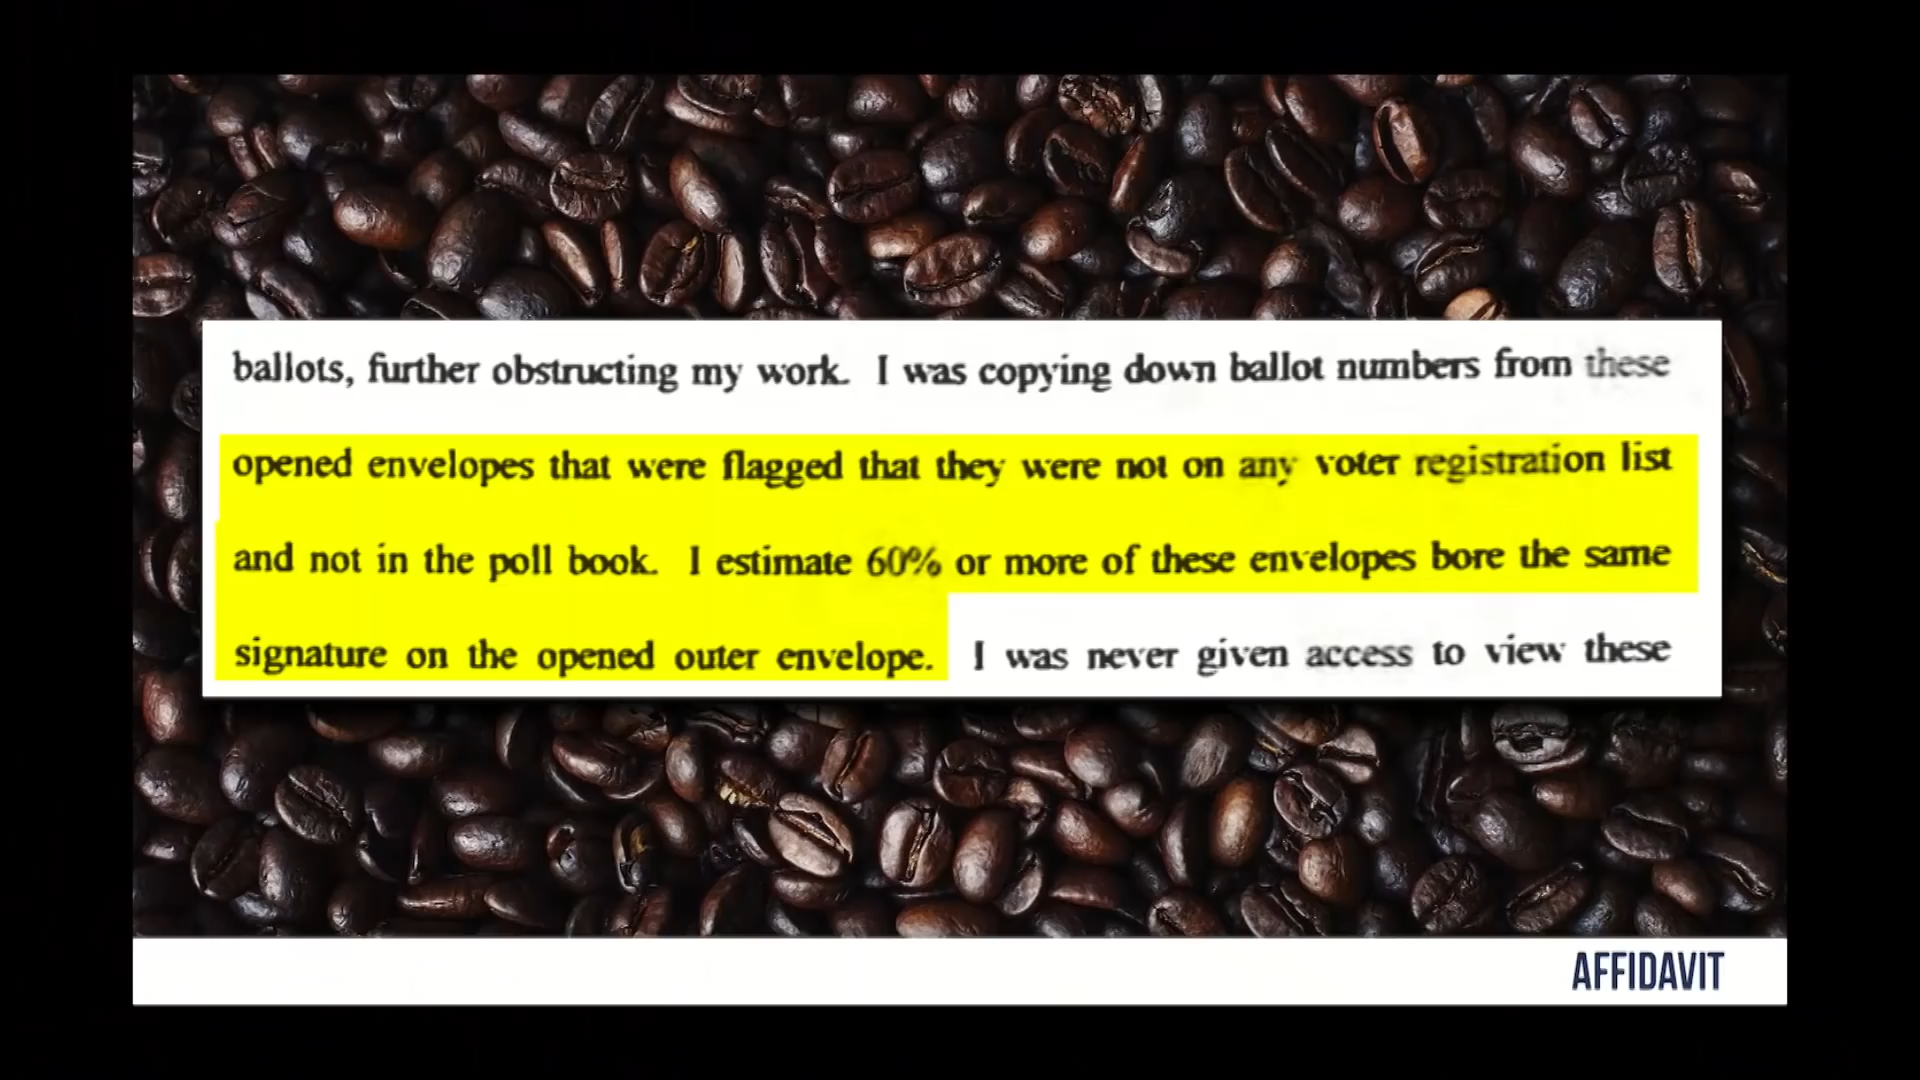 ballots, further obstructing my work. I was copying down ballot numbers from these
opened envelopes that were flagged that they were not on any voter registration list
and not in the poll book. I estimate 60% or more of these envelopes bore the same
signature on the opened outer envelope. I was never given access to view these
AFFIDAVIT